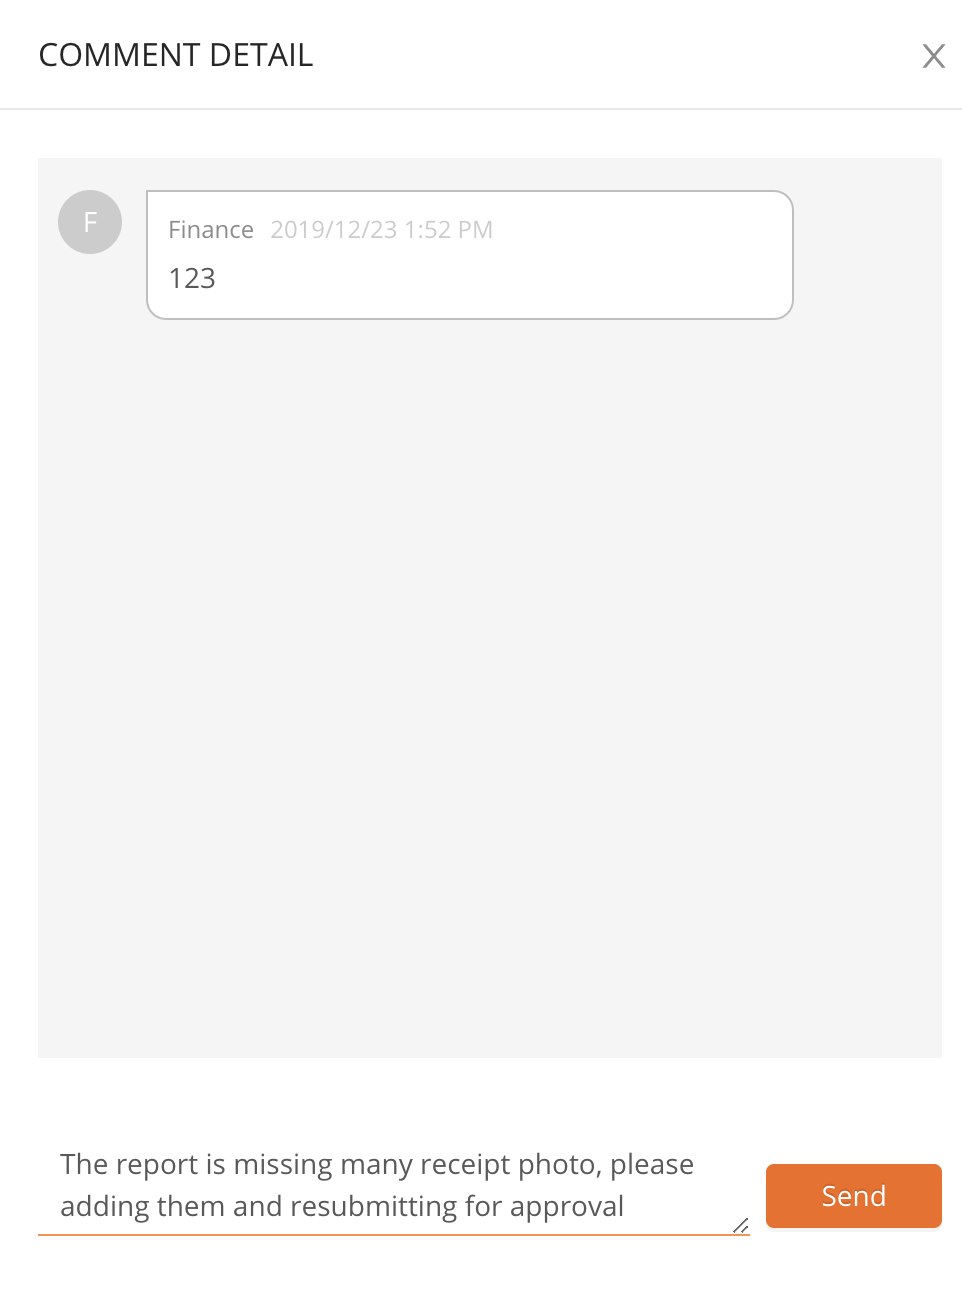 COMMENT DETAIL
X
F
Finance 2019/12/23 1:52 PM
123
The report is missing many receipt photo, please
adding them and resubmitting for approval
Send